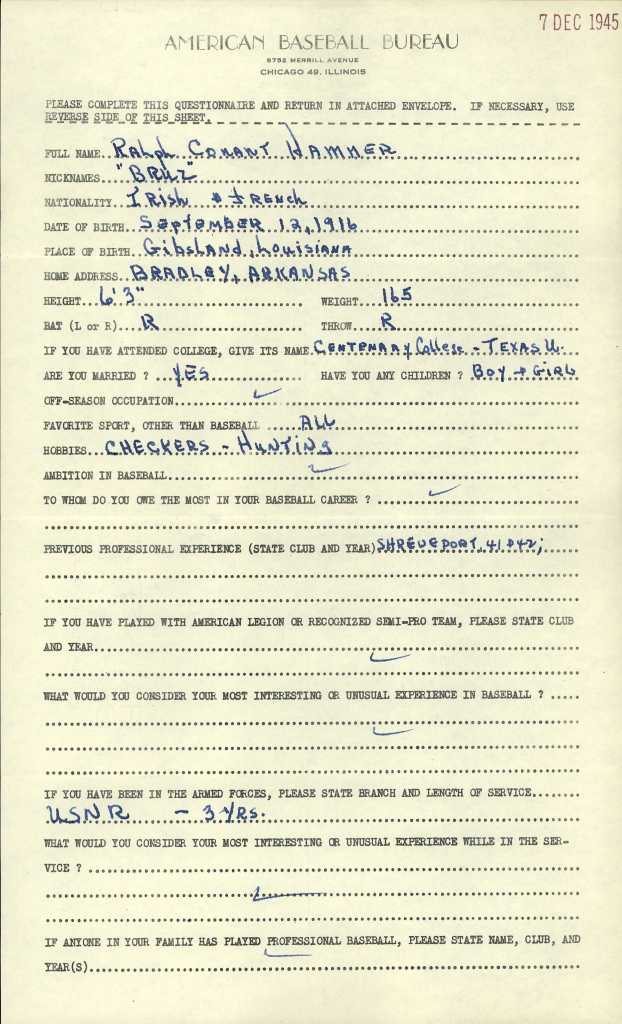 7 DEC 1945
AMERICAN BASEBALL BUREAU
8752 MERRILL AVENUE
CHICAGO 49, ILLINOIS
PLEASE COMPLETE THIS QUESTIONNAIRE AND RETURN IN ATTACHED ENVELOPE. IF NECESSARY, USE
REVERSE SIDE OF THIS SHEET.
FULL NAME Ralph Conant Hammer
NICKNAMES "BRUZ"
NATIONALITY Irish & French
DATE OF BIRTH September 12, 1916
PLACE OF BIRTH Gibsland, Louisiana
HOME ADDRESS BRADLEY, ARKANSAS
HEIGHT 6' 3" WEIGHT 165
BAT (L or R) R THROW R
IF YOU HAVE ATTENDED COLLEGE, GIVE ITS NAME CENTENARY College - TEXAS U.
ARE YOU MARRIED ? YES HAVE YOU ANY CHILDREN ? BOY + GIRL
OFF-SEASON OCCUPATION
FAVORITE SPORT, OTHER THAN BASEBALL ALL
HOBBIES CHECKERS - HUNTING
AMBITION IN BASEBALL
TO WHOM DO YOU OWE THE MOST IN YOUR BASEBALL CAREER ?
PREVIOUS PROFESSIONAL EXPERIENCE (STATE CLUB AND YEAR) SHREVEPORT, 41 & 42;
IF YOU HAVE PLAYED WITH AMERICAN LEGION OR RECOGNIZED SEMI-PRO TEAM, PLEASE STATE CLUB
AND YEAR
WHAT WOULD YOU CONSIDER YOUR MOST INTERESTING OR UNUSUAL EXPERIENCE IN BASEBALL ?
IF YOU HAVE BEEN IN THE ARMED FORCES, PLEASE STATE BRANCH AND LENGTH OF SERVICE
USNR - 3 YRS.
WHAT WOULD YOU CONSIDER YOUR MOST INTERESTING OR UNUSUAL EXPERIENCE WHILE IN THE SER-
VICE ?
IF ANYONE IN YOUR FAMILY HAS PLAYED PROFESSIONAL BASEBALL, PLEASE STATE NAME, CLUB, AND
YEAR(S)